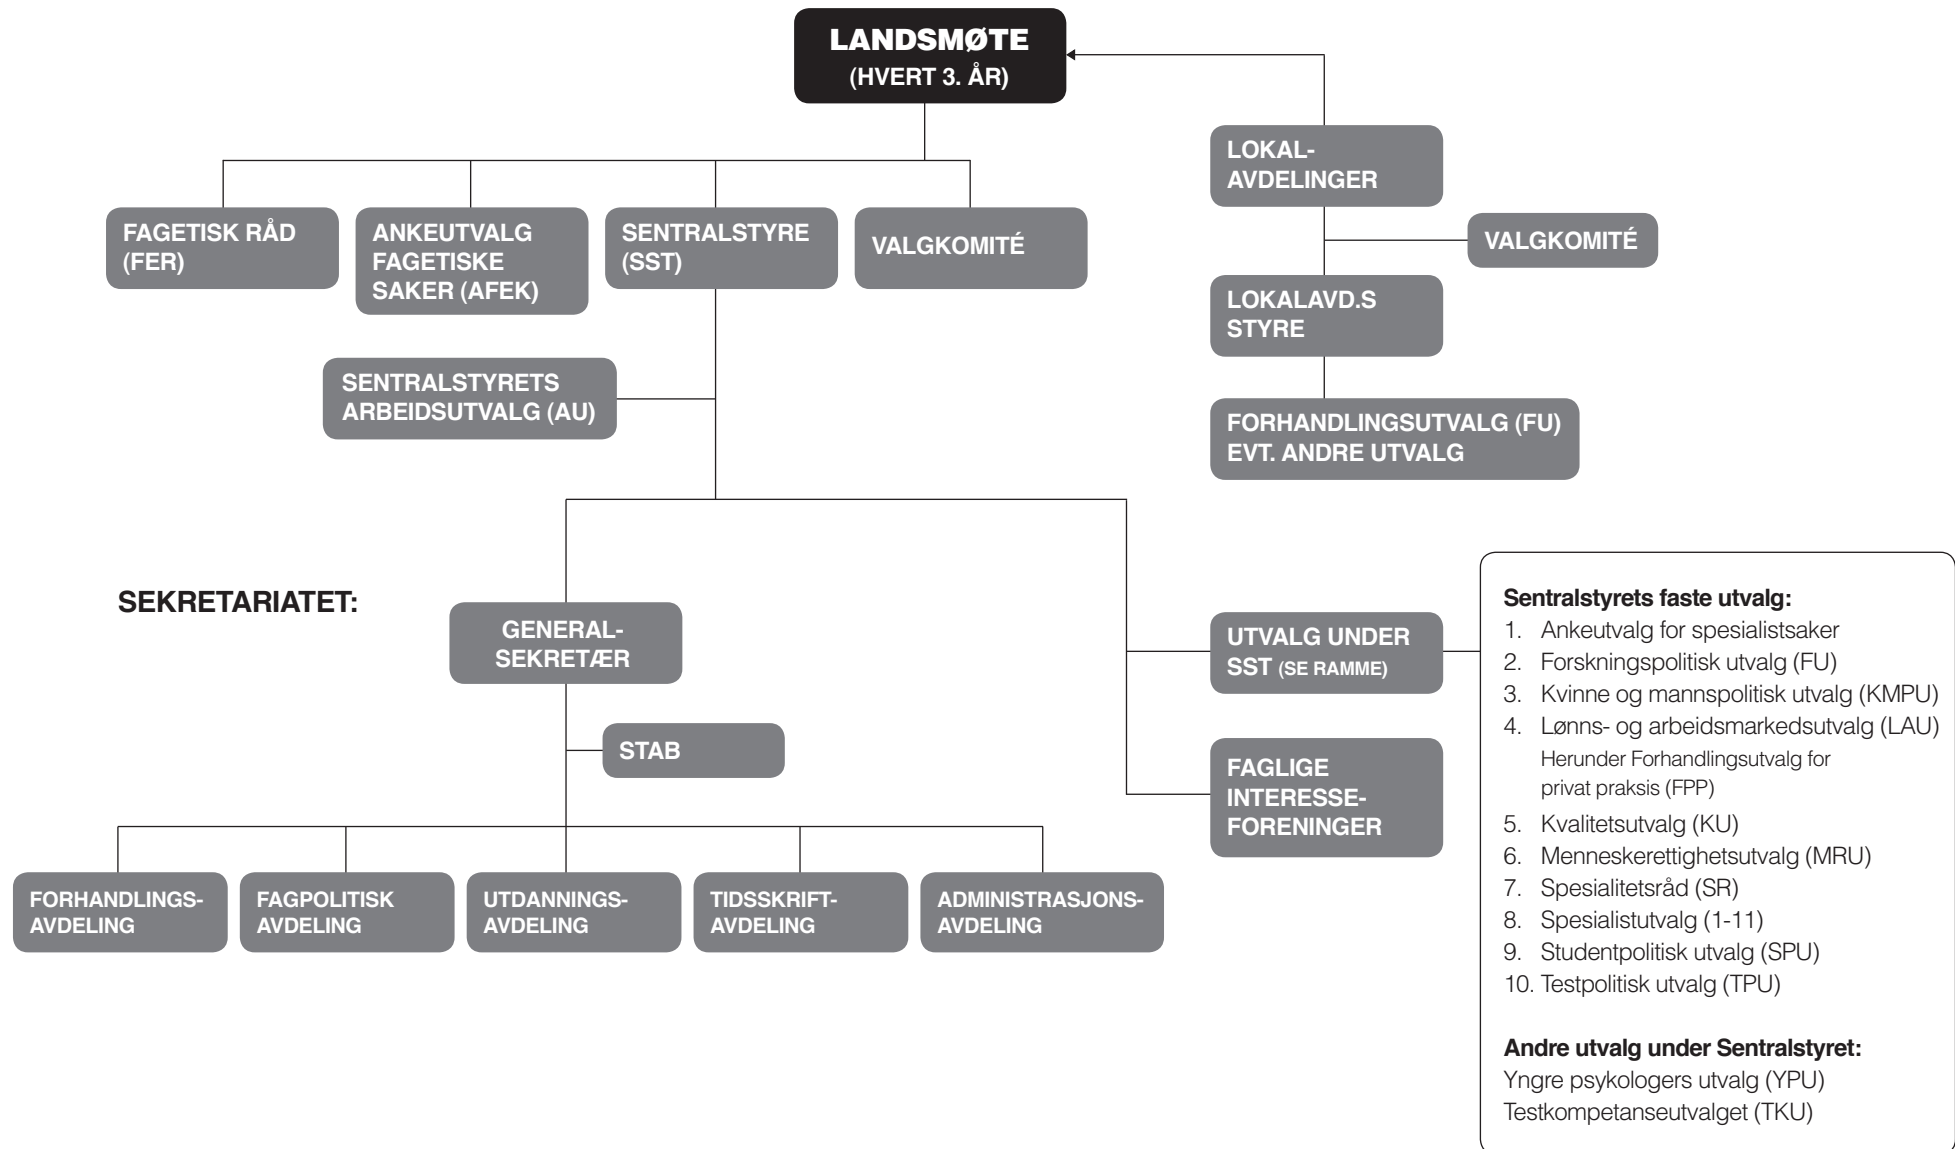 LANDSMØTE
(HVERT 3. ÅR)
LOKAL-
AVDELINGER
FAGETISK RÅD
(FER)
ANKEUTVALG
FAGETISKE
SAKER (AFEK)
SENTRALSTYRE
(SST)
VALGKOMITÉ
VALGKOMITÉ
LOKALAVD.S
STYRE
SENTRALSTYRETS
ARBEIDSUTVALG (AU)
FORHANDLINGSUTVALG (FU)
EVT. ANDRE UTVALG
SEKRETARIATET:
GENERAL-
SEKRETÆR
STAB
UTVALG UNDER
SST (SE RAMME)
FAGLIGE
INTERESSE-
FORENINGER
FORHANDLINGS-
AVDELING
FAGPOLITISK
AVDELING
UTDANNINGS-
AVDELING
TIDSSKRIFT-
AVDELING
ADMINISTRASJONS-
AVDELING
Sentralstyrets faste utvalg:
1. Ankeutvalg for spesialistsaker
2. Forskningspolitisk utvalg (FU)
3. Kvinne og mannspolitisk utvalg (KMPU)
4. Lønns- og arbeidsmarkedsutvalg (LAU)
Herunder Forhandlingsutvalg for
privat praksis (FPP)
5. Kvalitetsutvalg (KU)
6. Menneskerettighetsutvalg (MRU)
7. Spesialitetsråd (SR)
8. Spesialistutvalg (1-11)
9. Studentpolitisk utvalg (SPU)
10. Testpolitisk utvalg (TPU)
Andre utvalg under Sentralstyret:
Yngre psykologers utvalg (YPU)
Testkompetanseutvalget (TKU)